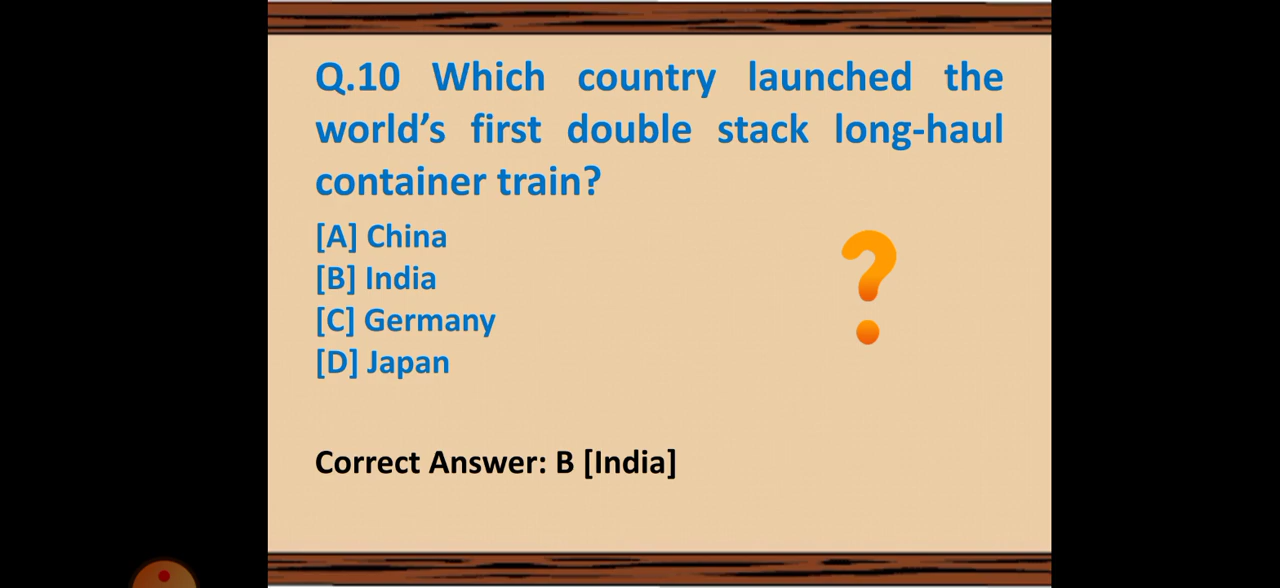 Q.10 Which country launched the
world’s first double stack long-haul
container train?
[A] China
[B] India
[C] Germany
[D] Japan
Correct Answer: B [India]